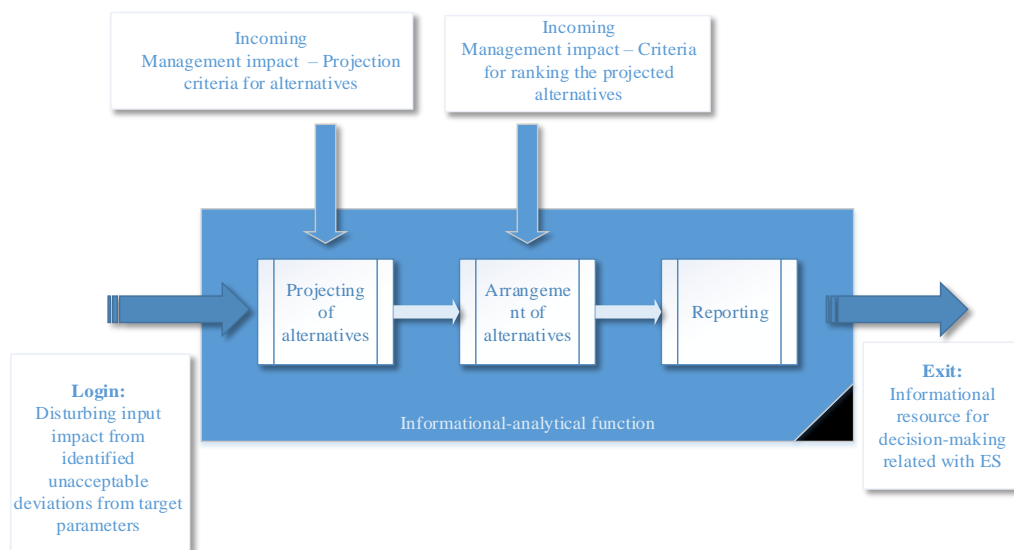 Incoming
Management impact – Projection
criteria for alternatives
Incoming
Management impact – Criteria
for ranking the projected
alternatives
Projecting
of
alternatives
Arrangeme
nt of
alternatives
Reporting
Login:
Disturbing input
impact from
identified
unacceptable
deviations from target
parameters
Informational-analytical function
Exit:
Informational
resource for
decision-making
related with ES